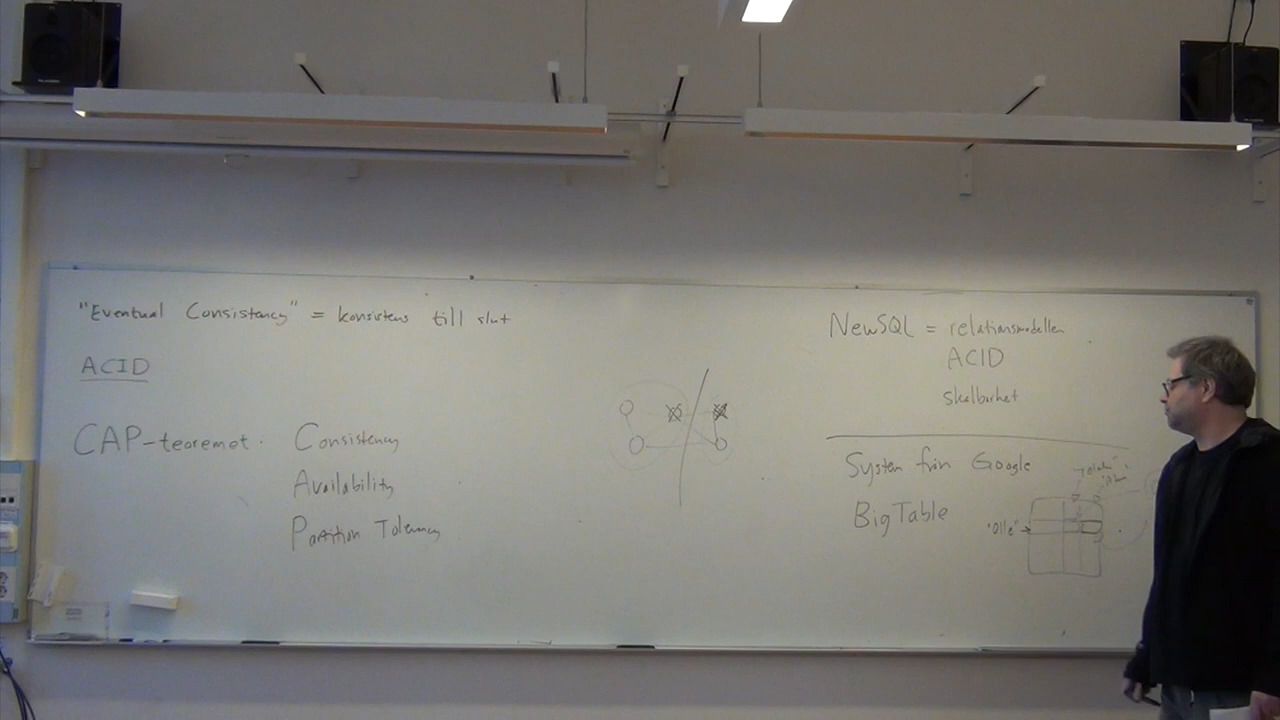 "Eventual Consistency" = konsistens till slut
ACID
CAP-teoremet. Consistency
Availability
Partition Tolerancy
NewSQL = relationsmodellen
ACID
skalbarhet
System från Google
BigTable
"Olle"